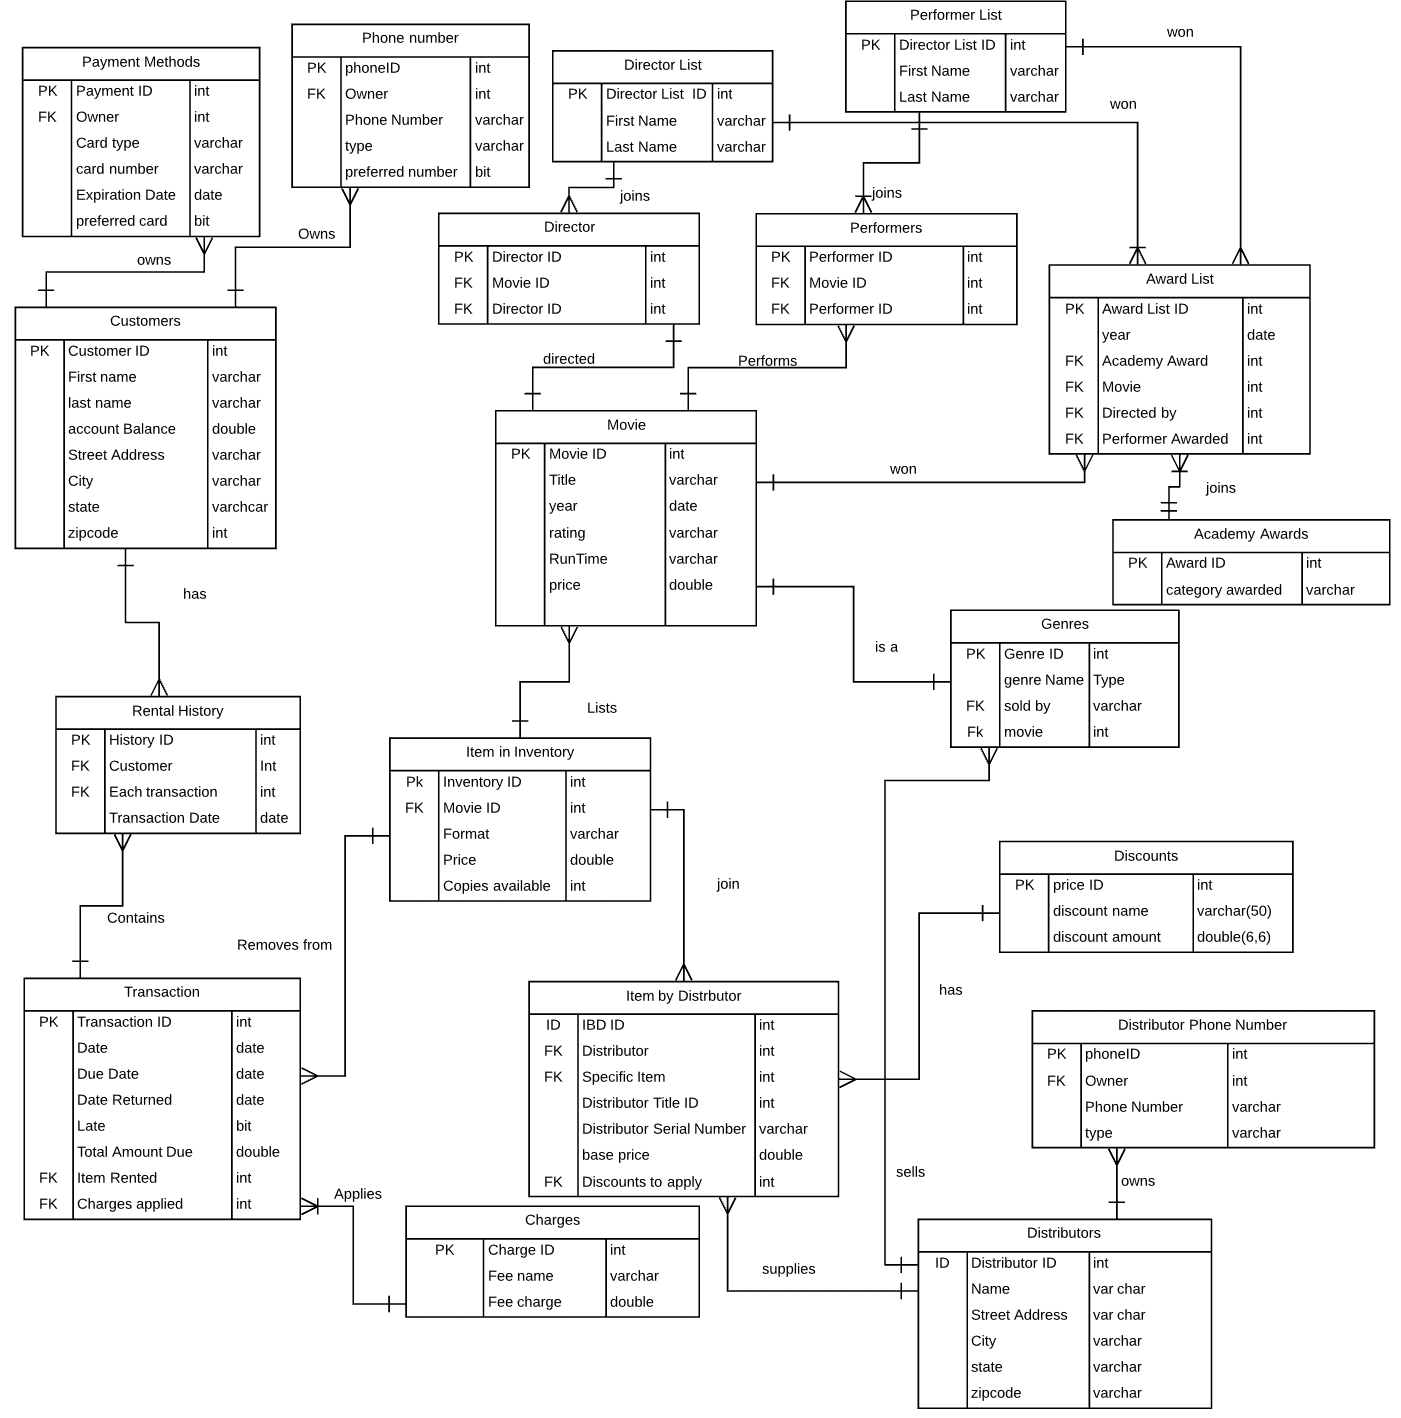 Payment Methods
PK Payment ID int
FK Owner int
Card type varchar
card number varchar
Expiration Date date
preferred card bit
Phone number
PK phoneID int
FK Owner int
Phone Number varchar
type varchar
preferred number bit
Director List
PK Director List ID int
First Name varchar
Last Name varchar
Performer List
PK Director List ID int
First Name varchar
Last Name varchar
won
won
joins
joins
Owns
owns
Customers
PK Customer ID int
First name varchar
last name varchar
account Balance double
Street Address varchar
City varchar
state varchcar
zipcode int
Director
PK Director ID int
FK Movie ID int
FK Director ID int
Performers
PK Performer ID int
FK Movie ID int
FK Performer ID int
Award List
PK Award List ID int
year date
FK Academy Award int
FK Movie int
FK Directed by int
FK Performer Awarded int
directed
Performs
Movie
PK Movie ID int
Title varchar
year date
rating varchar
RunTime varchar
price double
won
joins
Academy Awards
PK Award ID int
category awarded varchar
has
is a
Genres
PK Genre ID int
genre Name Type
FK sold by varchar
Fk movie int
Lists
Rental History
PK History ID int
FK Customer Int
FK Each transaction int
Transaction Date date
Item in Inventory
Pk Inventory ID int
FK Movie ID int
Format varchar
Price double
Copies available int
join
Discounts
PK price ID int
discount name varchar(50)
discount amount double(6,6)
Contains
Removes from
has
Transaction
PK Transaction ID int
Date date
Due Date date
Date Returned date
Late bit
Total Amount Due double
FK Item Rented int
FK Charges applied int
Item by Distrbutor
ID IBD ID int
FK Distributor int
FK Specific Item int
Distributor Title ID int
Distributor Serial Number varchar
base price double
FK Discounts to apply int
Distributor Phone Number
PK phoneID int
FK Owner int
Phone Number varchar
type varchar
sells
owns
Applies
Charges
PK Charge ID int
Fee name varchar
Fee charge double
supplies
Distributors
ID Distributor ID int
Name var char
Street Address var char
City varchar
state varchar
zipcode varchar